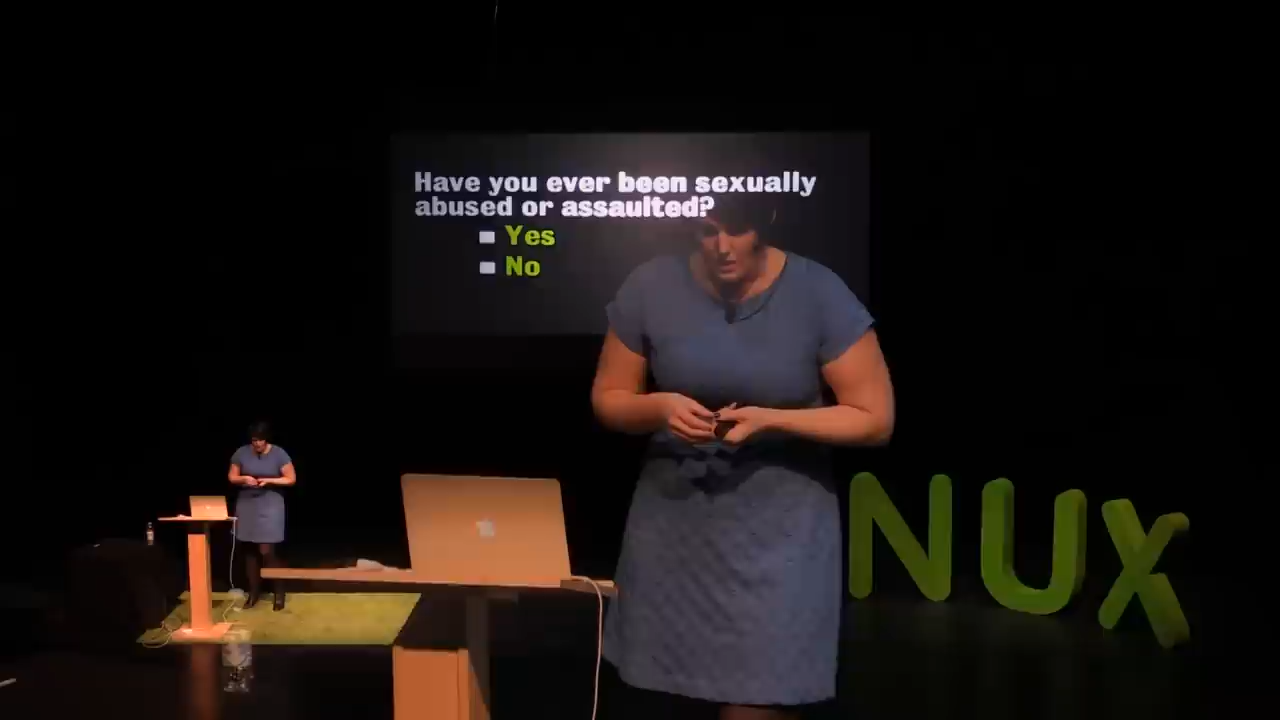 Have you ever been sexually
abused or assaulted?
Yes
No
NUX